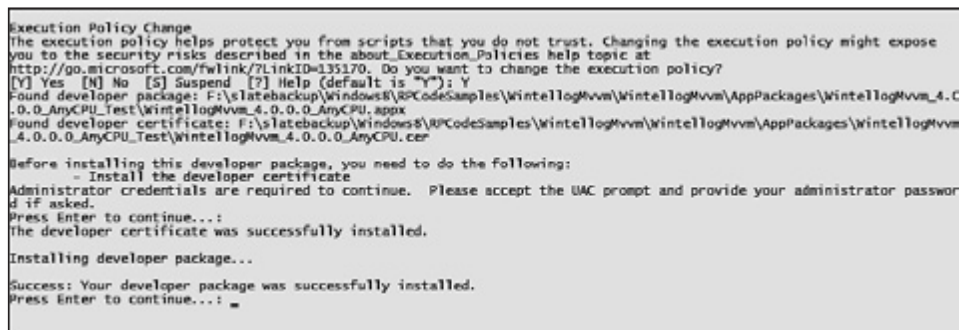 Execution Policy Change
The execution policy helps protect you from scripts that you do not trust. Changing the execution policy might expose
you to the security risks described in the about_Execution_Policies help topic at
http://go.microsoft.com/fwlink/?LinkID=135170. Do you want to change the execution policy?
[Y] Yes  [N] No  [S] Suspend  [?] Help (default is "Y"): Y
Found developer package: F:\slatebackup\Windows8\RPCodeSamples\WintellogMvvm\WintellogMvvm\AppPackages\WintellogMvvm_4.0
.0.0_AnyCPU_Test\WintellogMvvm_4.0.0.0_AnyCPU.appx
Found developer certificate: F:\slatebackup\Windows8\RPCodeSamples\WintellogMvvm\WintellogMvvm\AppPackages\WintellogMvvm
_4.0.0.0_AnyCPU_Test\WintellogMvvm_4.0.0.0_AnyCPU.cer
Before installing this developer package, you need to do the following:
- Install the developer certificate
Administrator credentials are required to continue.  Please accept the UAC prompt and provide your administrator passwor
d if asked.
Press Enter to continue...:
The developer certificate was successfully installed.
Installing developer package...
Success: Your developer package was successfully installed.
Press Enter to continue...: _